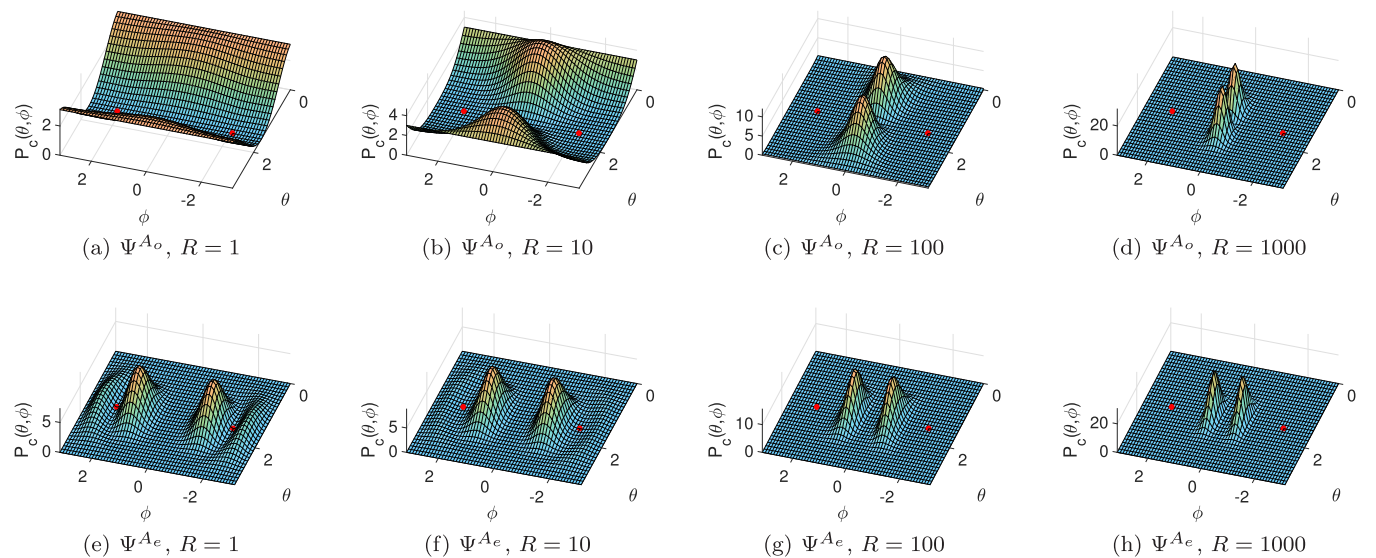 P_c(θ,ϕ)
2
0
2
0
-2
ϕ
0
2
θ
(a) Ψ^{A_o}, R = 1
P_c(θ,ϕ)
4
2
0
2
0
-2
ϕ
0
2
θ
(b) Ψ^{A_o}, R = 10
P_c(θ,ϕ)
10
5
0
2
0
-2
ϕ
0
2
θ
(c) Ψ^{A_o}, R = 100
P_c(θ,ϕ)
20
0
2
0
-2
ϕ
0
2
θ
(d) Ψ^{A_o}, R = 1000
P_c(θ,ϕ)
5
0
2
0
-2
ϕ
0
2
θ
(e) Ψ^{A_e}, R = 1
P_c(θ,ϕ)
5
0
2
0
-2
ϕ
0
2
θ
(f) Ψ^{A_e}, R = 10
P_c(θ,ϕ)
10
0
2
0
-2
ϕ
0
2
θ
(g) Ψ^{A_e}, R = 100
P_c(θ,ϕ)
20
0
2
0
-2
ϕ
0
2
θ
(h) Ψ^{A_e}, R = 1000